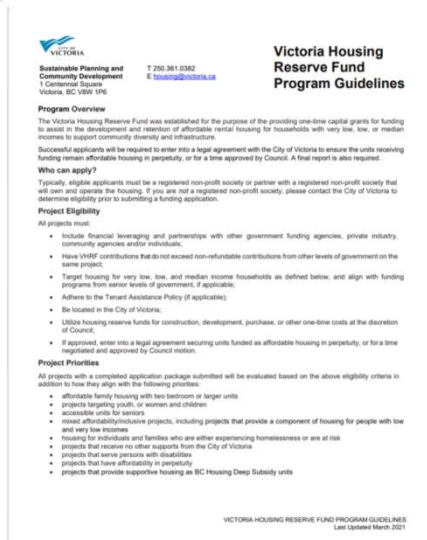 CITY OF
VICTORIA
Sustainable Planning and
Community Development
1 Centennial Square
Victoria, BC V8W 1P6
T 250.361.0382
E housing@victoria.ca
Victoria Housing
Reserve Fund
Program Guidelines
Program Overview
The Victoria Housing Reserve Fund was established for the purpose of the providing one-time capital grants for funding
to assist in the development and retention of affordable rental housing for households with very low, low, or median
incomes to support community diversity and infrastructure.
Successful applicants will be required to enter into a legal agreement with the City of Victoria to ensure the units receiving
funding remain affordable housing in perpetuity, or for a time approved by Council. A final report is also required.
Who can apply?
Typically, eligible applicants must be a registered non-profit society or partner with a registered non-profit society that
will own and operate the housing. If you are not a registered non-profit society, please contact the City of Victoria to
determine eligibility prior to submitting a funding application.
Project Eligibility
All projects must:
• Include financial leveraging and partnerships with other government funding agencies, private industry,
community agencies and/or individuals;
• Have VHRF contributions that do not exceed non-refundable contributions from other levels of government on the
same project;
• Target housing for very low, low, and median income households as defined below, and align with funding
programs from senior levels of government, if applicable;
• Adhere to the Tenant Assistance Policy (if applicable);
• Be located in the City of Victoria;
• Utilize housing reserve funds for construction, development, purchase, or other one-time costs at the discretion
of Council;
• If approved, enter into a legal agreement securing units funded as affordable housing in perpetuity, or for a time
negotiated and approved by Council motion.
Project Priorities
All projects with a completed application package submitted will be evaluated based on the above eligibility criteria in
addition to how they align with the following priorities:
• affordable family housing with two bedroom or larger units
• projects targeting youth, or women and children
• accessible units for seniors
• mixed affordability/inclusive projects, including projects that provide a component of housing for people with low
and very low incomes
• housing for individuals and families who are either experiencing homelessness or are at risk
• projects that receive no other supports from the City of Victoria
• projects that serve persons with disabilities
• projects that have affordability in perpetuity
• projects that provide supportive housing as BC Housing Deep Subsidy units
VICTORIA HOUSING RESERVE FUND PROGRAM GUIDELINES
Last Updated March 2021